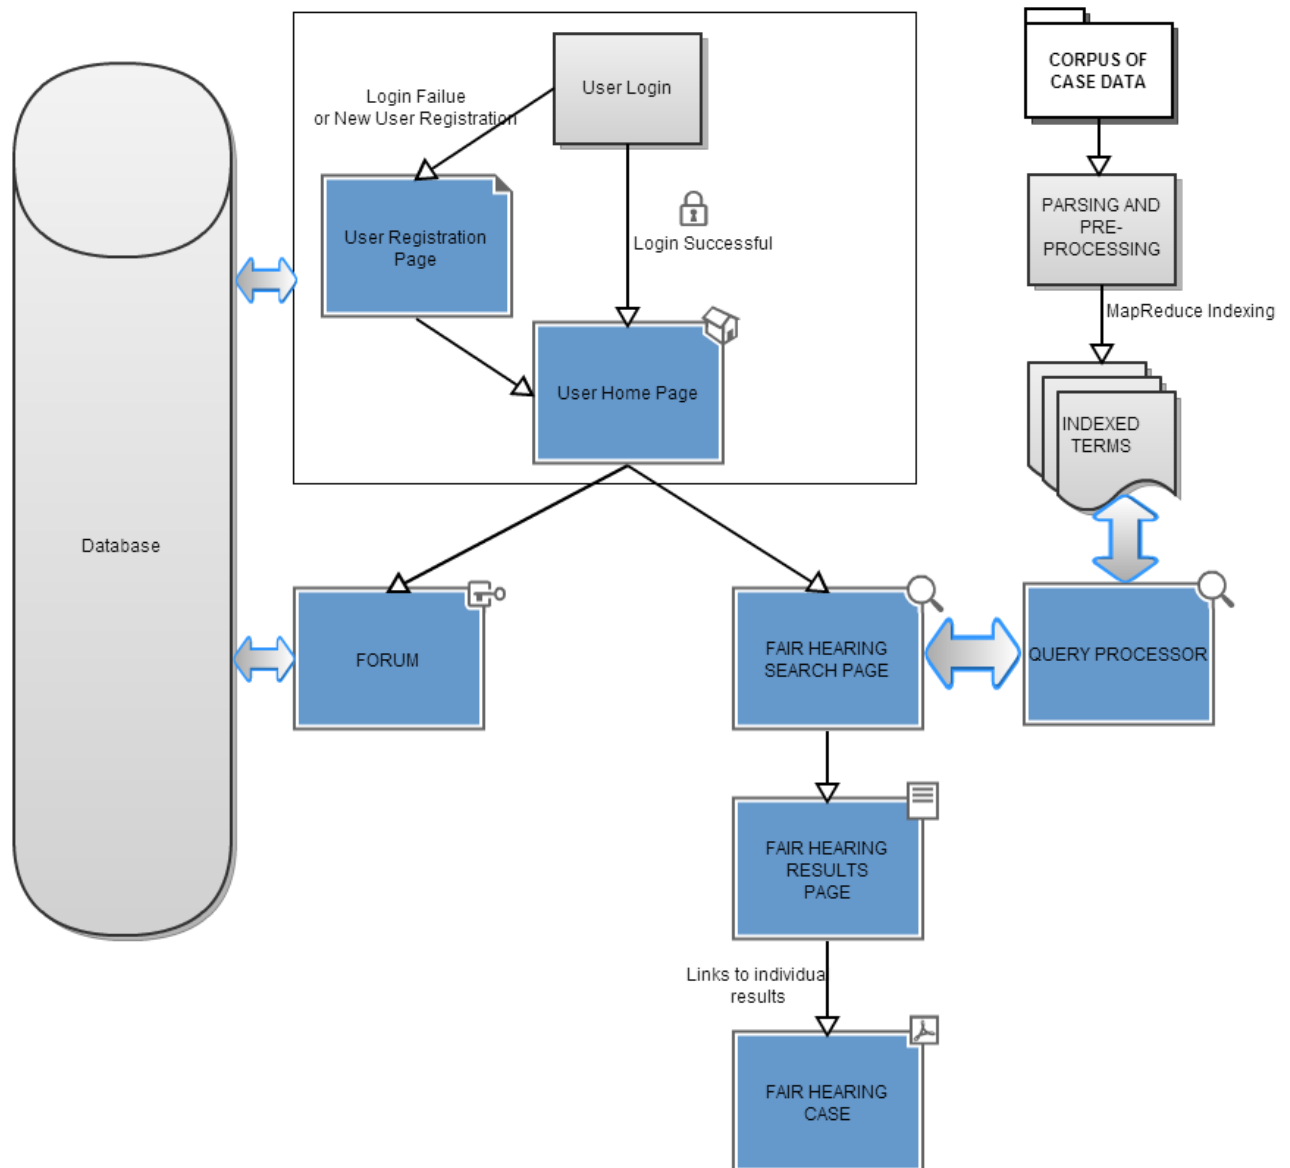 User Login
Login Failue
or New User Registration
User Registration
Page
Login Successful
User Home Page
Database
FORUM
FAIR HEARING
SEARCH PAGE
FAIR HEARING
RESULTS
PAGE
Links to individua
results
FAIR HEARING
CASE
CORPUS OF
CASE DATA
PARSING AND
PRE-
PROCESSING
MapReduce Indexing
INDEXED
TERMS
QUERY PROCESSOR